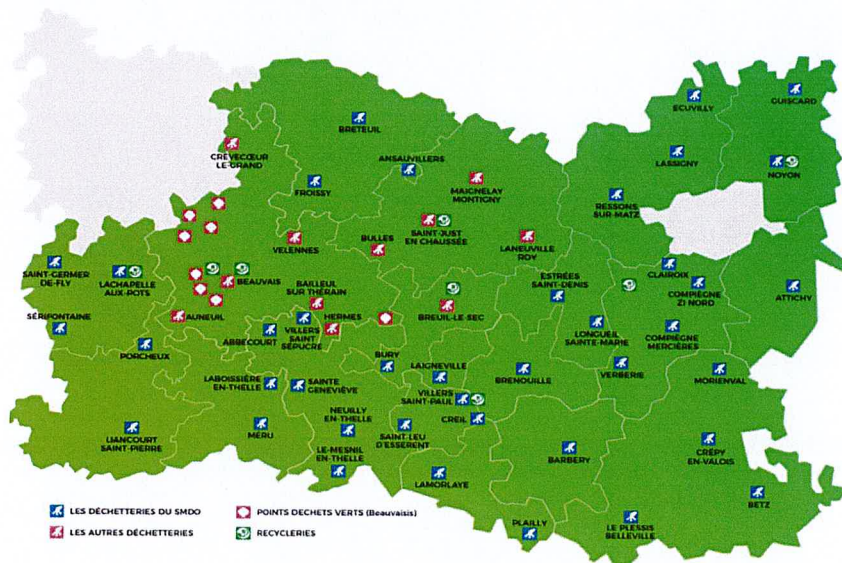 ECUVILLY
GUISCARD
BRETEUIL
CRÈVECŒUR
LE-GRAND
ANSAUVILLERS
LASSIGNY
NOYON
FROISSY
MAIGNELAY
MONTIGNY
RESSONS
SUR-MATZ
SAINT-JUST
EN CHAUSSÉE
VELENNES
BULLES
LANEUVILLE
ROY
SAINT-GERMER
DE-FLY
LACHAPELLE
AUX-POTS
BEAUVAIS
BAILLEUL
SUR THÉRAIN
ESTRÉES
SAINT-DENIS
CLAIROIX
COMPIÈGNE
ZI NORD
ATTICHY
SÉRIFONTAINE
AUNEUIL
HERMES
BREUIL-LE-SEC
ABBECOURT
VILLERS
SAINT
SÉPUCRE
LONGUEIL
SAINTE-MARIE
COMPIÈGNE
MERCIÈRES
PORCHEUX
BURY
LAIGNEVILLE
BRENOUILLE
VERBERIE
MORIENVAL
LABOISSIÈRE
EN-THELLE
SAINTE
GENEVIÈVE
VILLERS
SAINT-PAUL
NEUILLY
EN-THELLE
CREIL
LIANCOURT
SAINT-PIERRE
MÉRU
SAINT-LEU
D'ESSERENT
LE-MESNIL
EN-THELLE
BARBERY
CRÉPY
EN-VALOIS
LAMORLAYE
BETZ
PLAILLY
LE PLESSIS
BELLEVILLE
LES DÉCHETTERIES DU SMDO
POINTS DECHETS VERTS (Beauvaisis)
LES AUTRES DÉCHETTERIES
RECYCLERIES